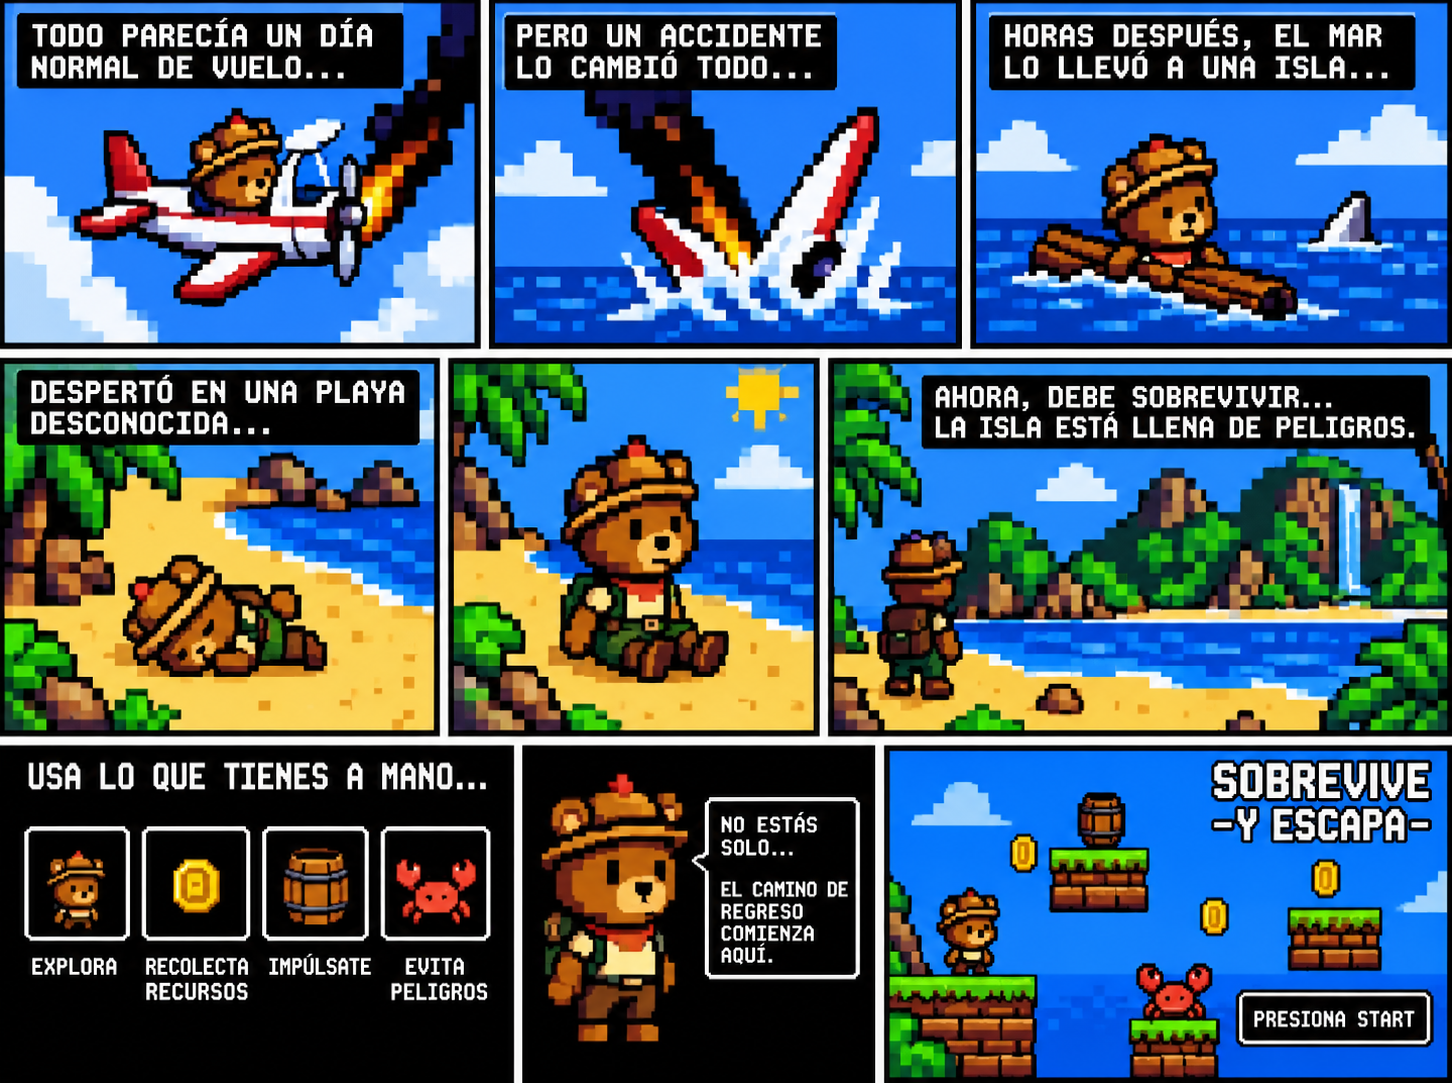 TODO PARECÍA UN DÍA
NORMAL DE VUELO...
PERO UN ACCIDENTE
LO CAMBIÓ TODO...
HORAS DESPUÉS, EL MAR
LO LLEVÓ A UNA ISLA...
DESPERTÓ EN UNA PLAYA
DESCONOCIDA...
AHORA, DEBE SOBREVIVIR...
LA ISLA ESTÁ LLENA DE PELIGROS.
USA LO QUE TIENES A MANO...
EXPLORA
RECOLECTA
RECURSOS
IMPÚLSATE
EVITA
PELIGROS
NO ESTÁS
SOLO...
EL CAMINO DE
REGRESO
COMIENZA
AQUÍ.
SOBREVIVE
-Y ESCAPA-
PRESIONA START